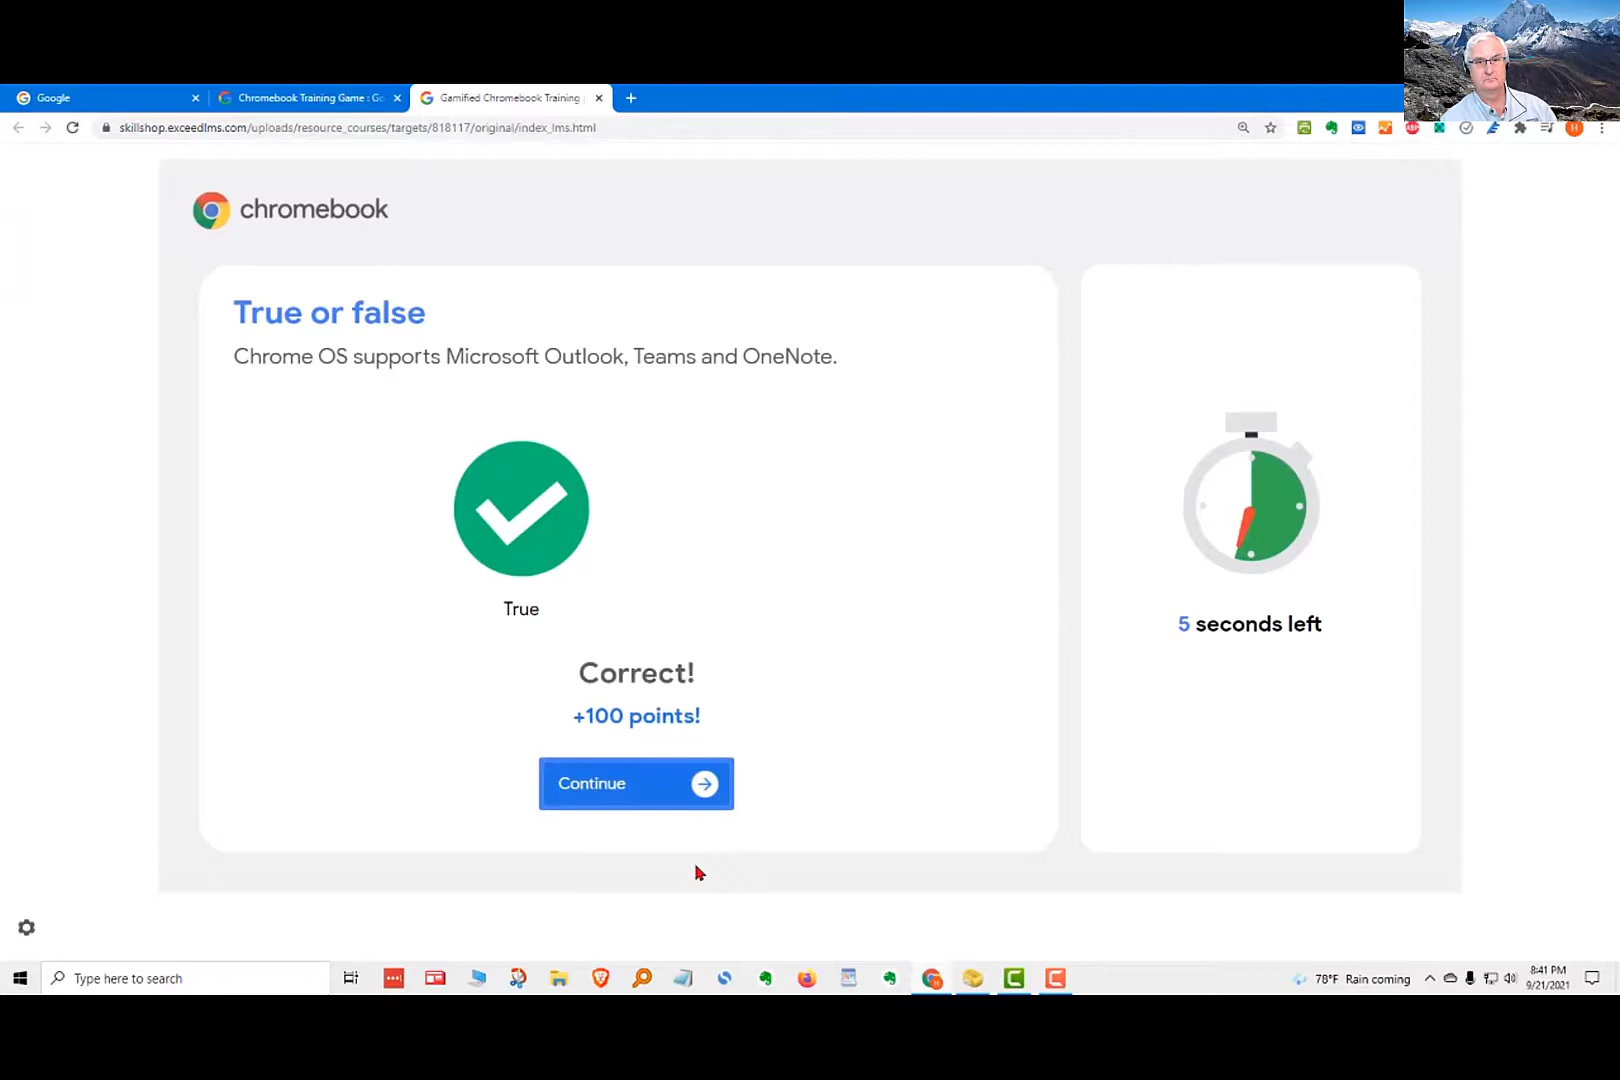 Google
Chromebook Training Game : Go
Gamified Chromebook Training
skillshop.exceedlms.com/uploads/resource_courses/targets/818117/original/index_lms.html
ABP
H
chromebook
True or false
Chrome OS supports Microsoft Outlook, Teams and OneNote.
True
Correct!
+100 points!
Continue
5 seconds left
Type here to search
78°F Rain coming
8:41 PM
9/21/2021